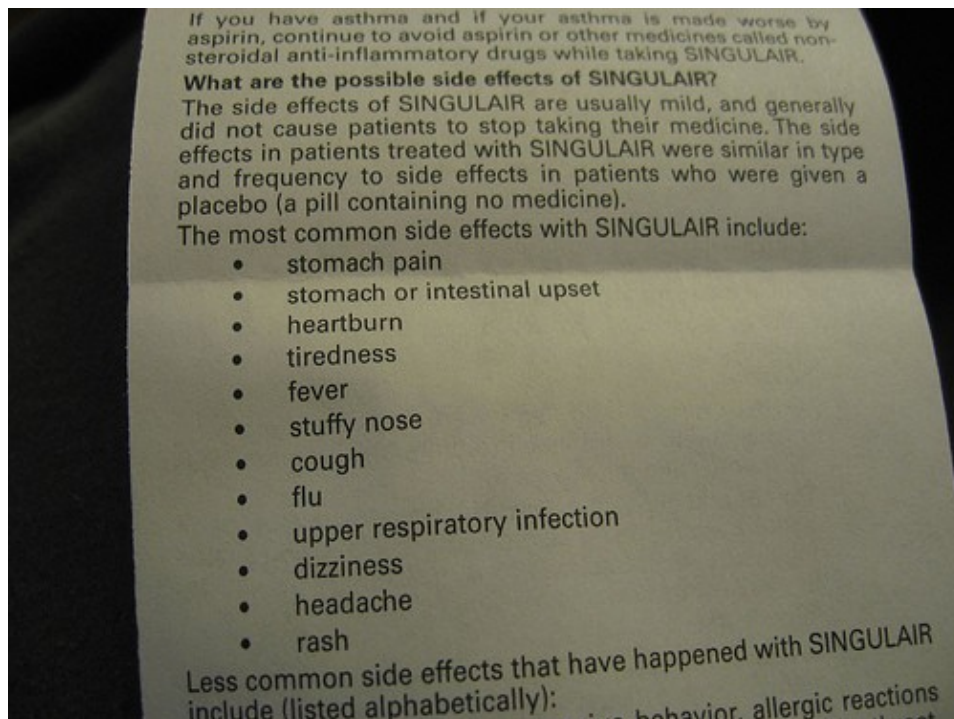 If you have asthma and if your asthma is made worse by
aspirin, continue to avoid aspirin or other medicines called non-
steroidal anti-inflammatory drugs while taking SINGULAIR.
What are the possible side effects of SINGULAIR?
The side effects of SINGULAIR are usually mild, and generally
did not cause patients to stop taking their medicine. The side
effects in patients treated with SINGULAIR were similar in type
and frequency to side effects in patients who were given a
placebo (a pill containing no medicine).
The most common side effects with SINGULAIR include:
• stomach pain
• stomach or intestinal upset
• heartburn
• tiredness
• fever
• stuffy nose
• cough
• flu
• upper respiratory infection
• dizziness
• headache
• rash
Less common side effects that have happened with SINGULAIR
include (listed alphabetically):
behavior, allergic reactions